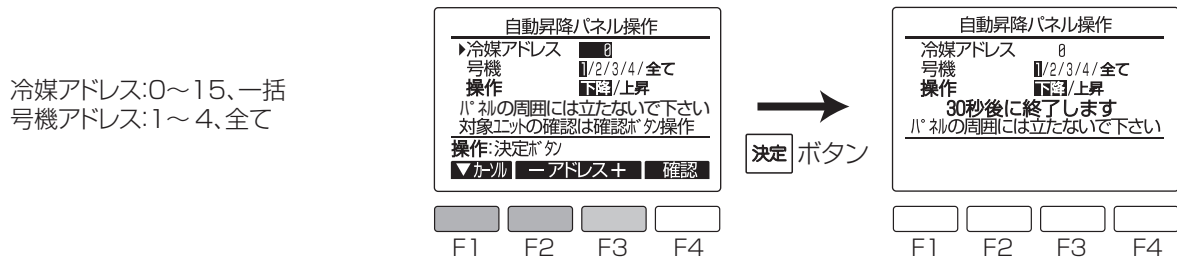 冷媒アドレス:0～15、一括
号機アドレス:1～ 4、全て
自動昇降パネル操作
▶冷媒アドレス 0
号機 1/2/3/4/全て
操作 下降/上昇
パネルの周囲には立たないで下さい
対象ユニットの確認は確認ボタン操作
操作:決定ボタン
▼カーソル －アドレス＋ 確認
F1 F2 F3 F4
決定 ボタン
自動昇降パネル操作
冷媒アドレス 0
号機 1/2/3/4/全て
操作 下降/上昇
30秒後に終了します
パネルの周囲には立たないで下さい
F1 F2 F3 F4